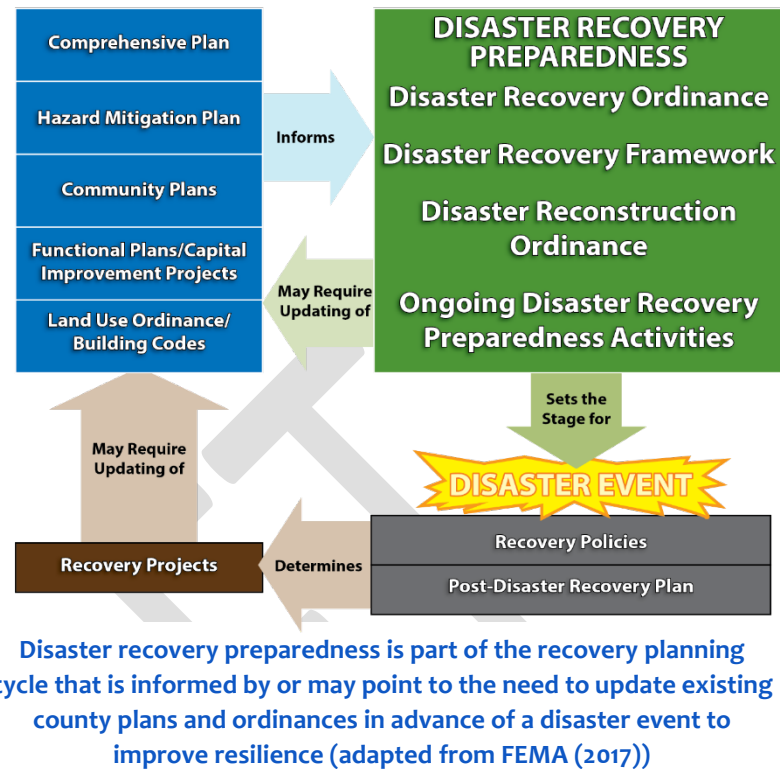 Comprehensive Plan
Hazard Mitigation Plan
Community Plans
Functional Plans/Capital
Improvement Projects
Land Use Ordinance/
Building Codes
Informs
May Require
Updating of
DISASTER RECOVERY
PREPAREDNESS
Disaster Recovery Ordinance
Disaster Recovery Framework
Disaster Reconstruction
Ordinance
Ongoing Disaster Recovery
Preparedness Activities
Sets the
Stage for
DISASTER EVENT
Recovery Policies
Post-Disaster Recovery Plan
Determines
Recovery Projects
May Require
Updating of
Disaster recovery preparedness is part of the recovery planning
cycle that is informed by or may point to the need to update existing
county plans and ordinances in advance of a disaster event to
improve resilience (adapted from FEMA (2017))